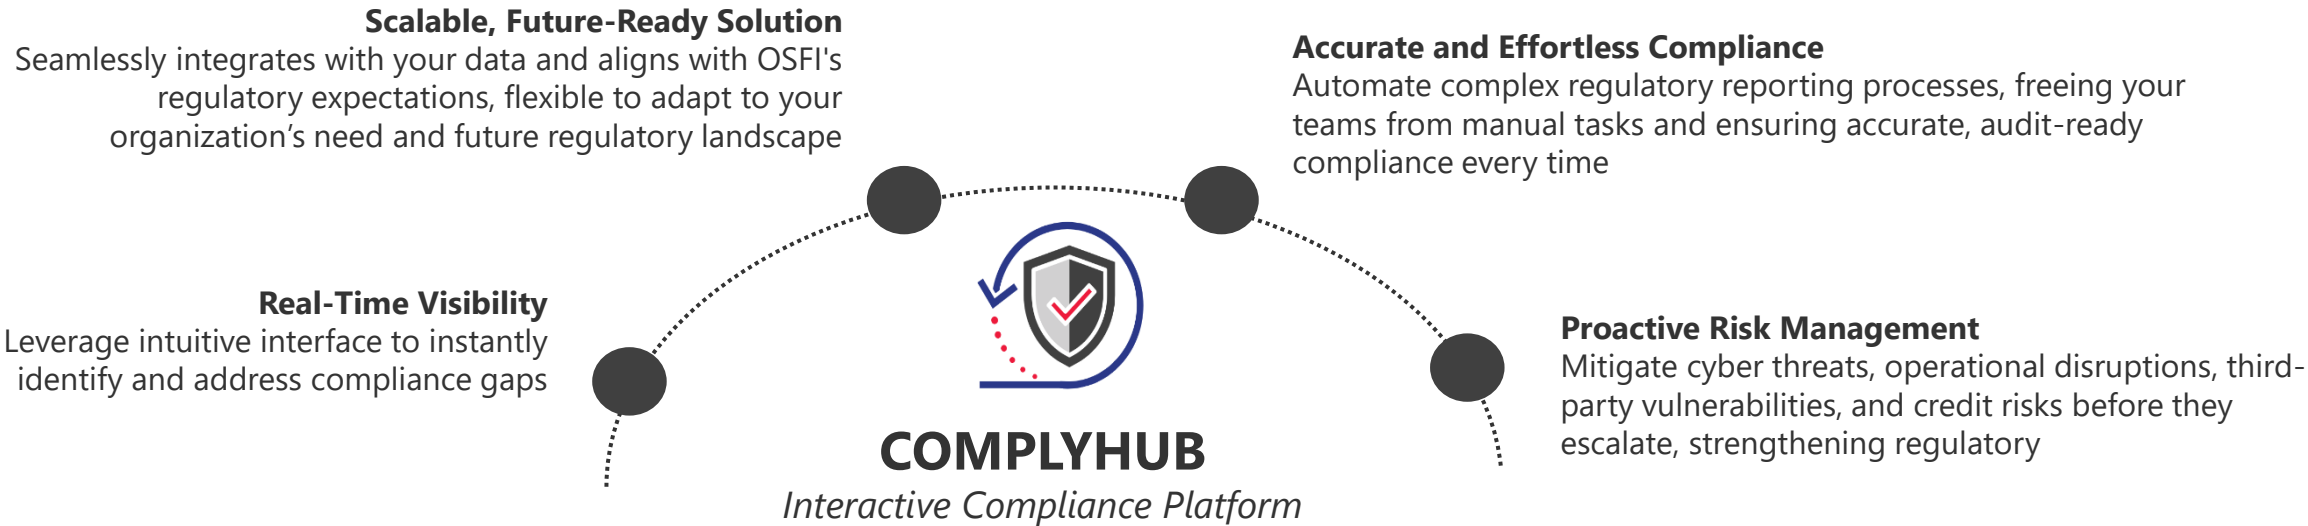 Scalable, Future-Ready Solution
Seamlessly integrates with your data and aligns with OSFI's
regulatory expectations, flexible to adapt to your
organization’s need and future regulatory landscape
Accurate and Effortless Compliance
Automate complex regulatory reporting processes, freeing your
teams from manual tasks and ensuring accurate, audit-ready
compliance every time
Real-Time Visibility
Leverage intuitive interface to instantly
identify and address compliance gaps
Proactive Risk Management
Mitigate cyber threats, operational disruptions, third-
party vulnerabilities, and credit risks before they
escalate, strengthening regulatory
COMPLYHUB
Interactive Compliance Platform